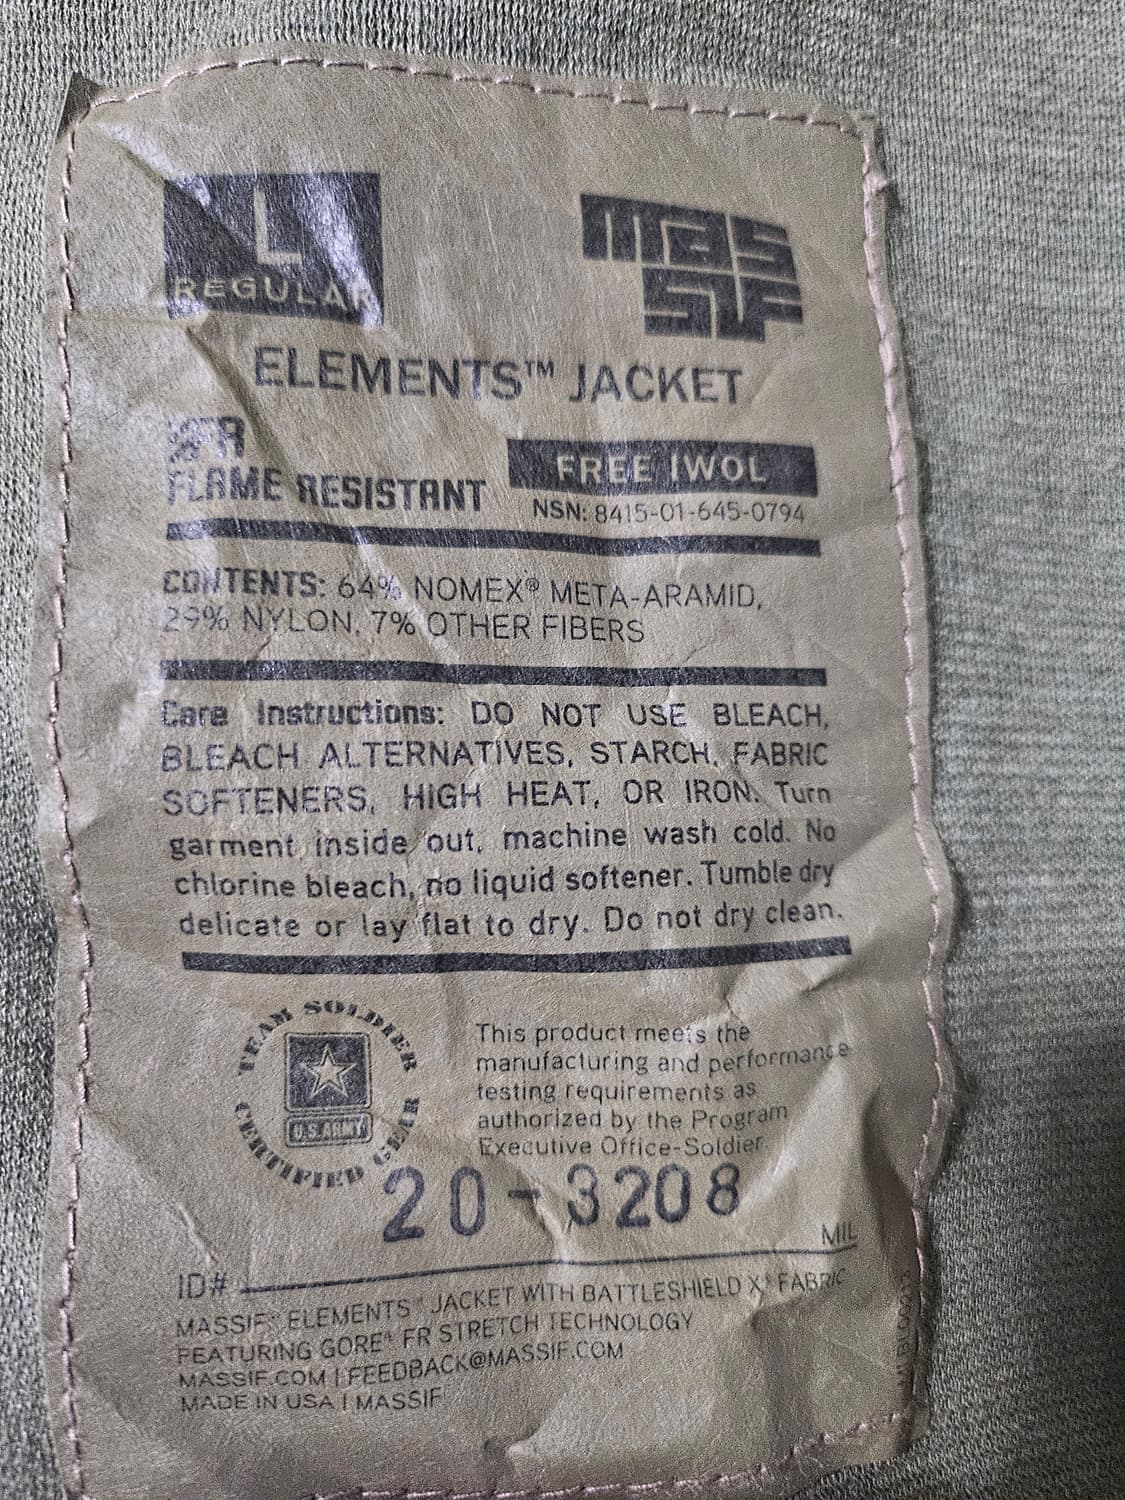 L
REGULAR
MASSIF
ELEMENTS™ JACKET
FR
FLAME RESISTANT
FREE IWOL
NSN: 8415-01-645-0794
CONTENTS: 64% NOMEX® META-ARAMID,
29% NYLON, 7% OTHER FIBERS
Care Instructions: DO NOT USE BLEACH,
BLEACH ALTERNATIVES, STARCH, FABRIC
SOFTENERS, HIGH HEAT, OR IRON. Turn
garment inside out, machine wash cold. No
chlorine bleach, no liquid softener. Tumble dry
delicate or lay flat to dry. Do not dry clean.
TEAM SOLDIER
CERTIFIED GEAR
U.S.ARMY
This product meets the
manufacturing and performance
testing requirements as
authorized by the Program
Executive Office-Soldier.
20-3208
MIL
ID#
MASSIF® ELEMENTS™ JACKET WITH BATTLESHIELD X® FABRIC
FEATURING GORE® FR STRETCH TECHNOLOGY
MASSIF.COM | FEEDBACK@MASSIF.COM
MADE IN USA | MASSIF